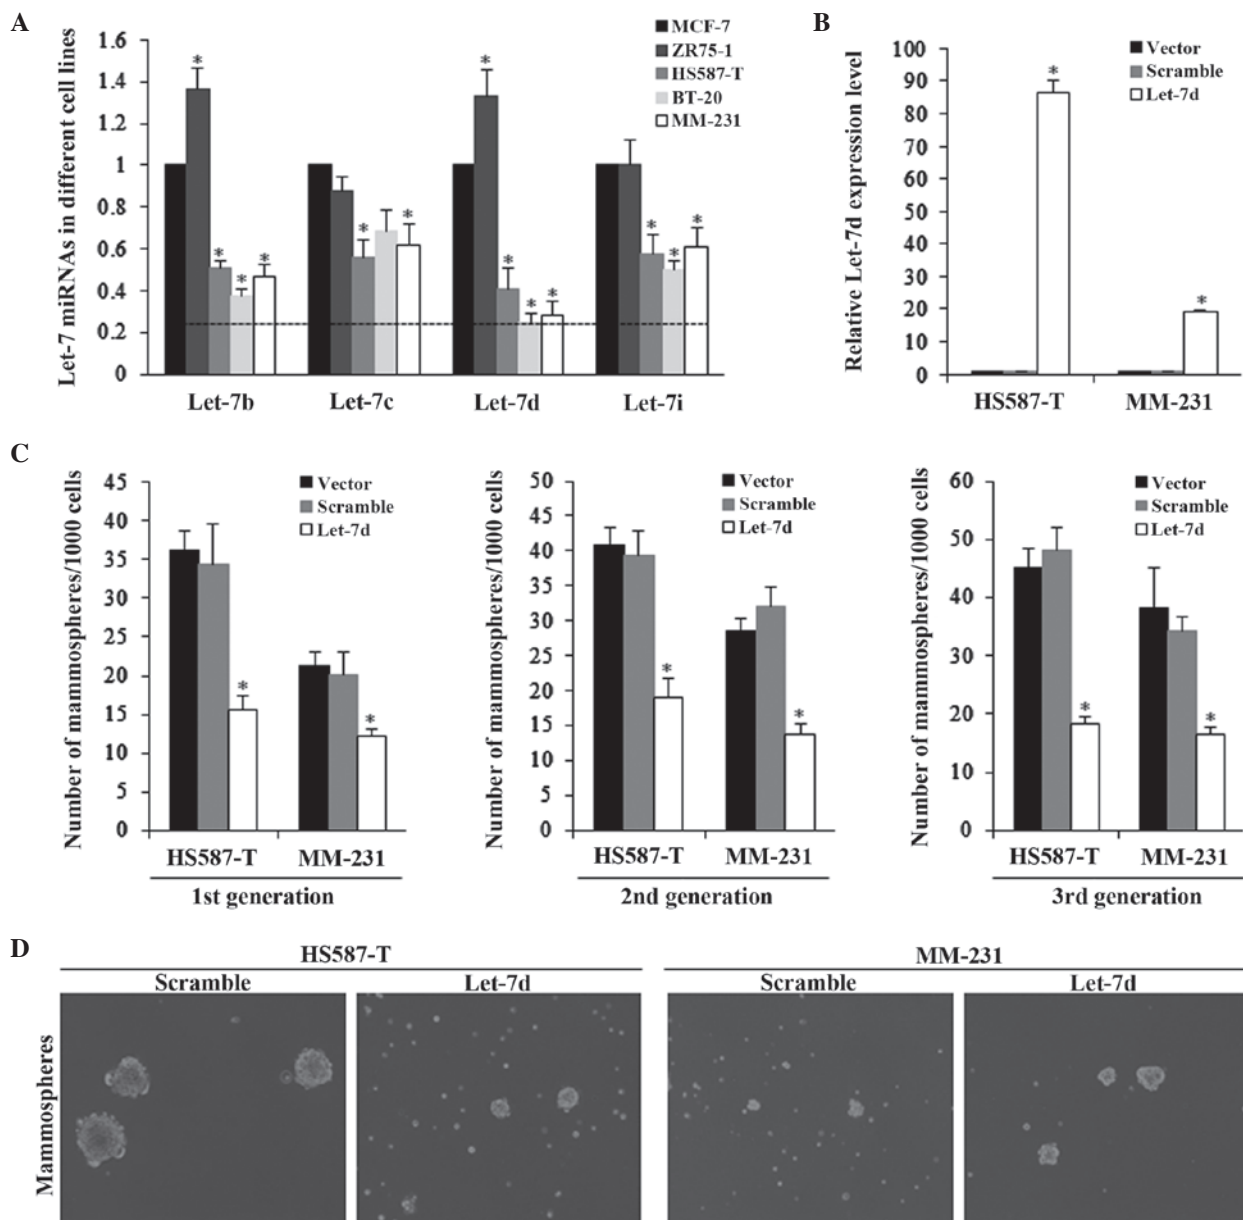 A
Let-7 miRNAs in different cell lines
1.6
1.4
1.2
1
0.8
0.6
0.4
0.2
0
MCF-7
ZR75-1
HS587-T
BT-20
MM-231
* * * * *
* *
* * * *
* * *
Let-7b Let-7c Let-7d Let-7i
B
Relative Let-7d expression level
100
90
80
70
60
50
40
30
20
10
0
Vector
Scramble
Let-7d
*
*
HS587-T MM-231
C
Number of mammospheres/1000 cells
45
40
35
30
25
20
15
10
5
0
Vector
Scramble
Let-7d
*
*
HS587-T MM-231
1st generation
Number of mammospheres/1000 cells
50
45
40
35
30
25
20
15
10
5
0
Vector
Scramble
Let-7d
*
*
HS587-T MM-231
2nd generation
Number of mammospheres/1000 cells
60
50
40
30
20
10
0
Vector
Scramble
Let-7d
*
*
HS587-T MM-231
3rd generation
D
HS587-T MM-231
Scramble Let-7d Scramble Let-7d
Mammospheres